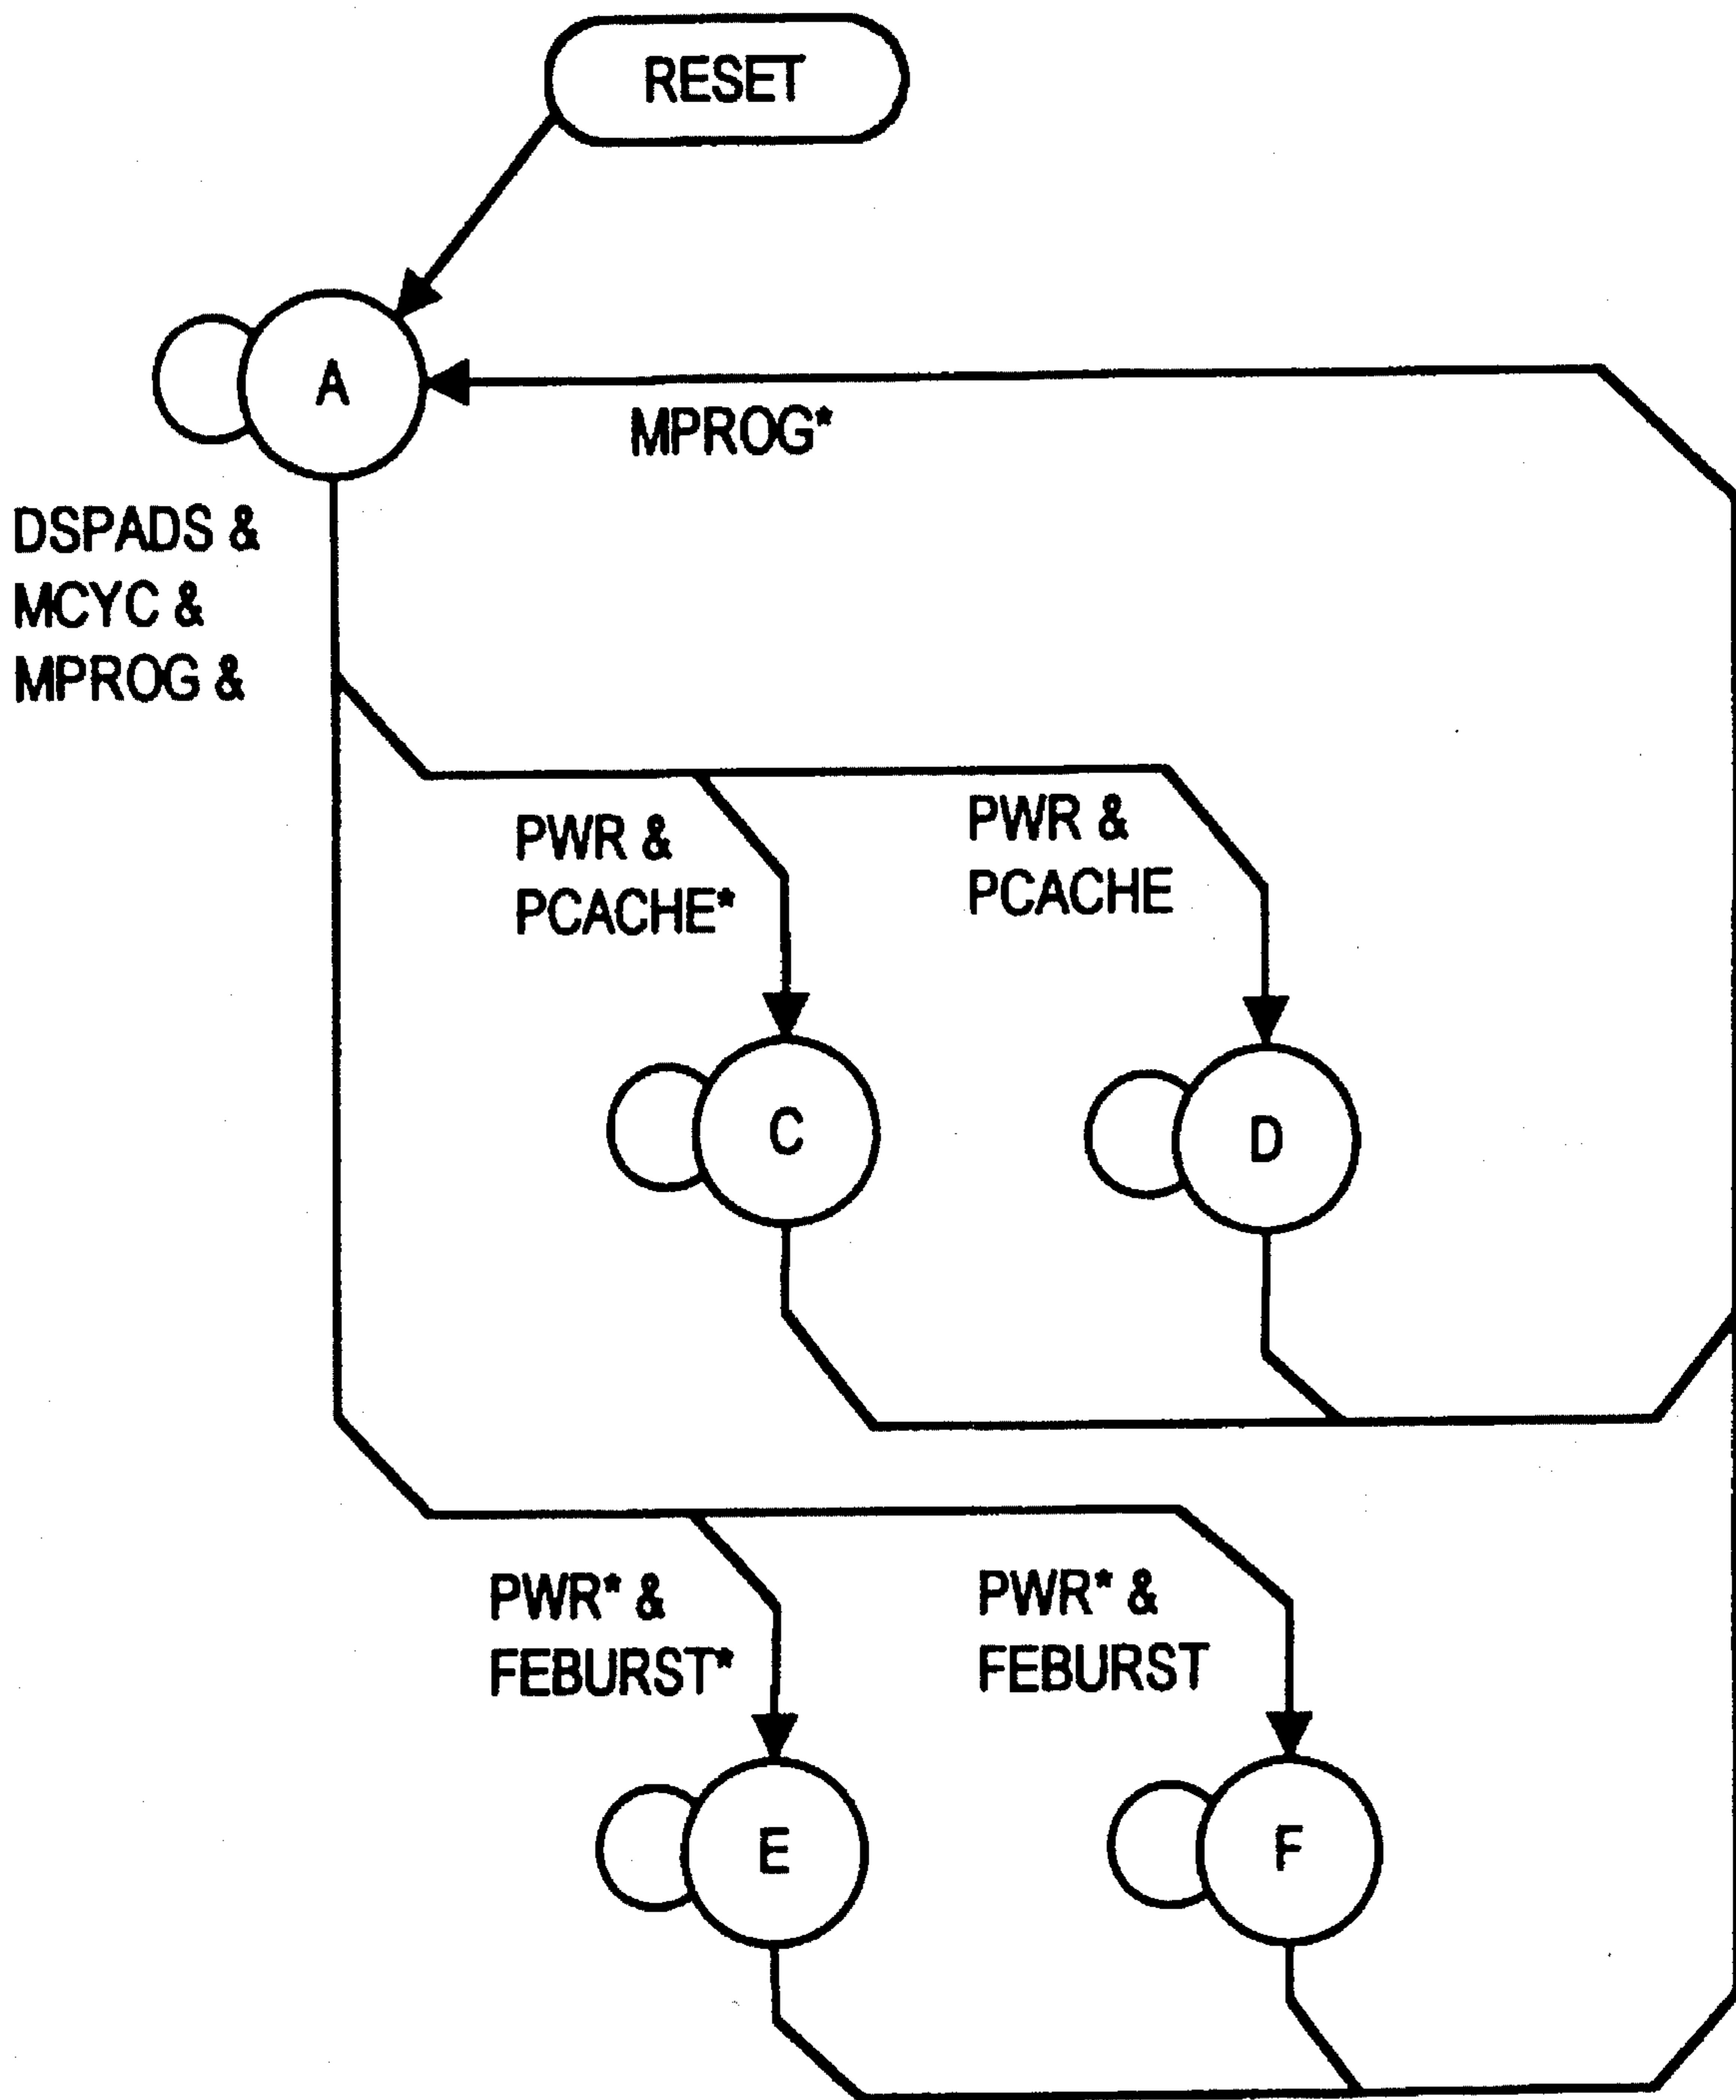 RESET
A
MPROG*
DSPADS &
MCYC &
MPROG &
PWR &
PCACHE*
PWR &
PCACHE
C
D
PWR* &
FEBURST*
PWR* &
FEBURST
E
F